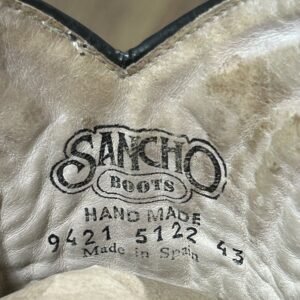 SANCHO
BOOTS
HAND MADE
9421 5122 43
Made in Spain